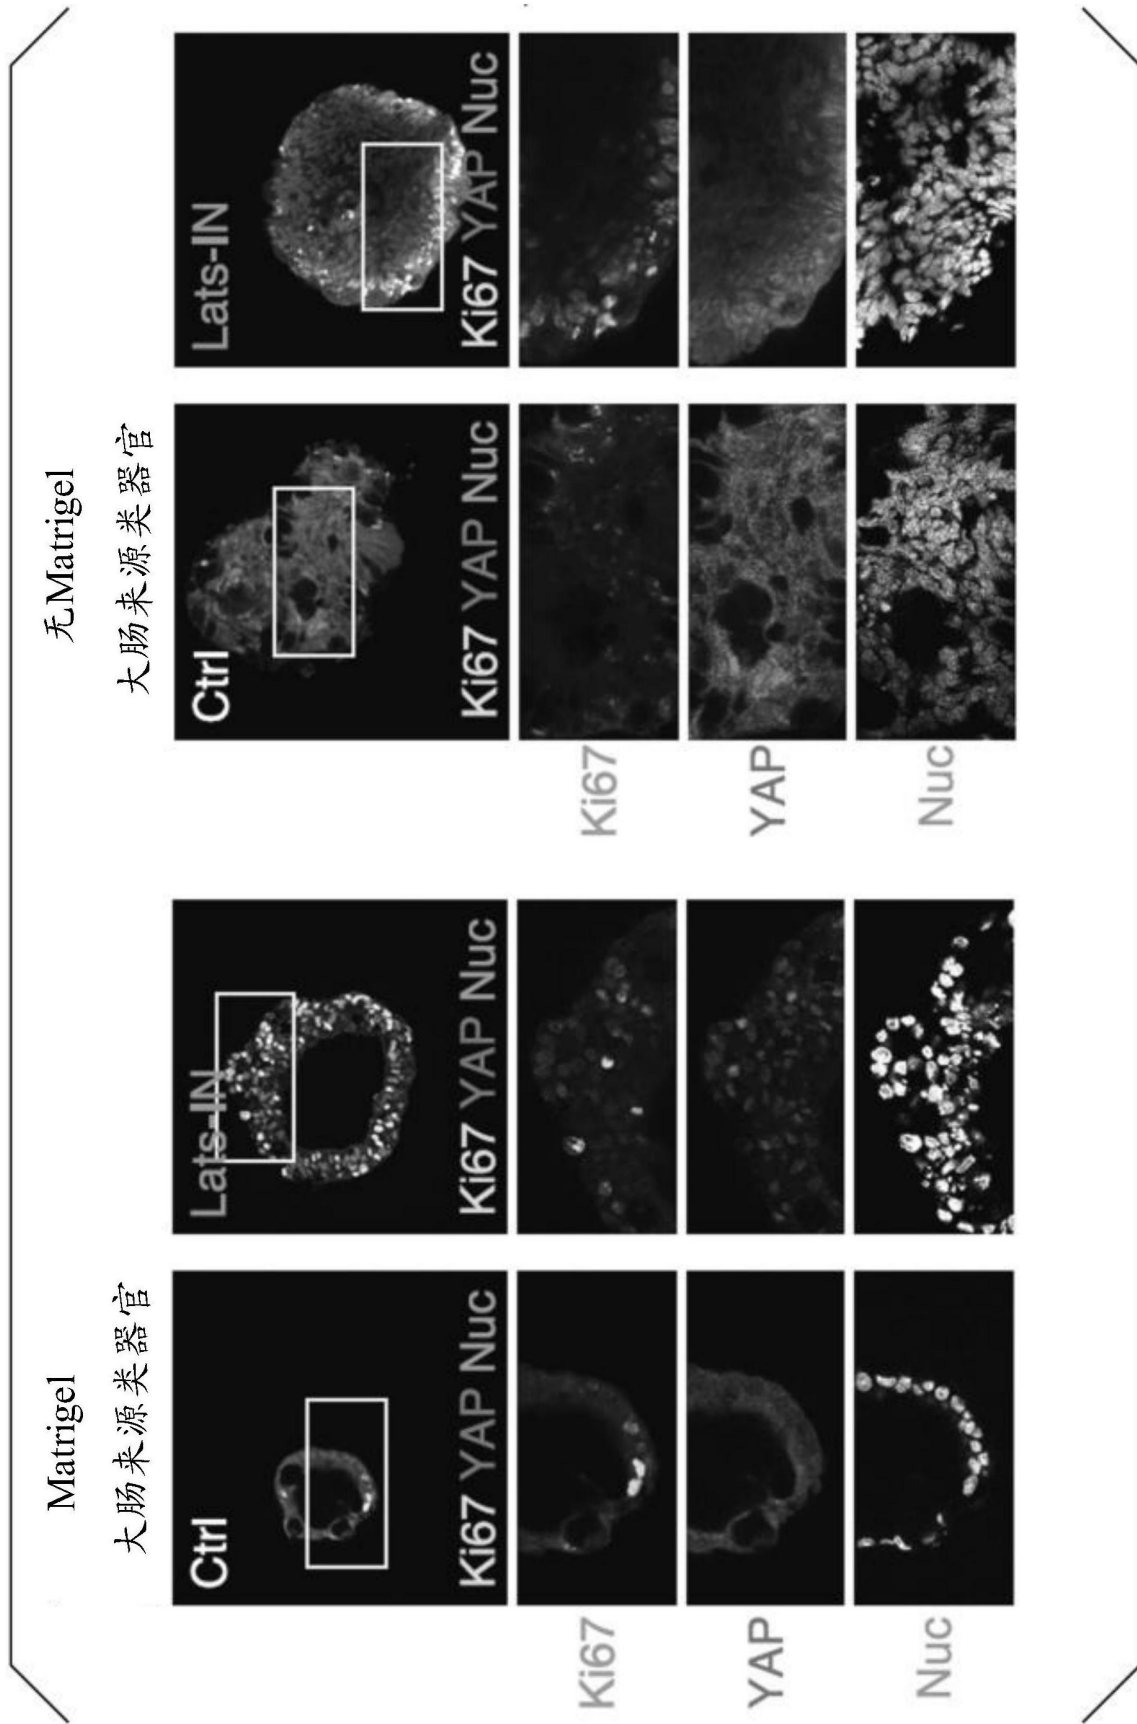 Matrigel
大肠来源类器官
Ctrl
Ki67 YAP Nuc
Lats-IN
Ki67 YAP Nuc
Ki67
YAP
Nuc
无Matrigel
大肠来源类器官
Ctrl
Ki67 YAP Nuc
Lats-IN
Ki67 YAP Nuc
Ki67
YAP
Nuc